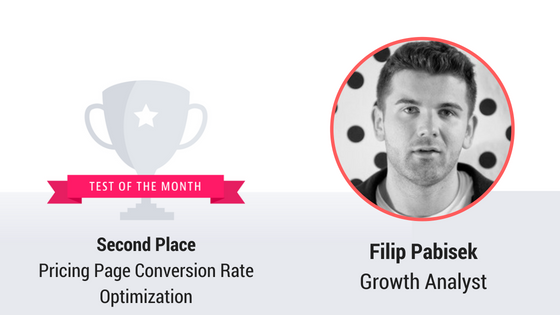 TEST OF THE MONTH
Second Place
Pricing Page Conversion Rate
Optimization
Filip Pabisek
Growth Analyst